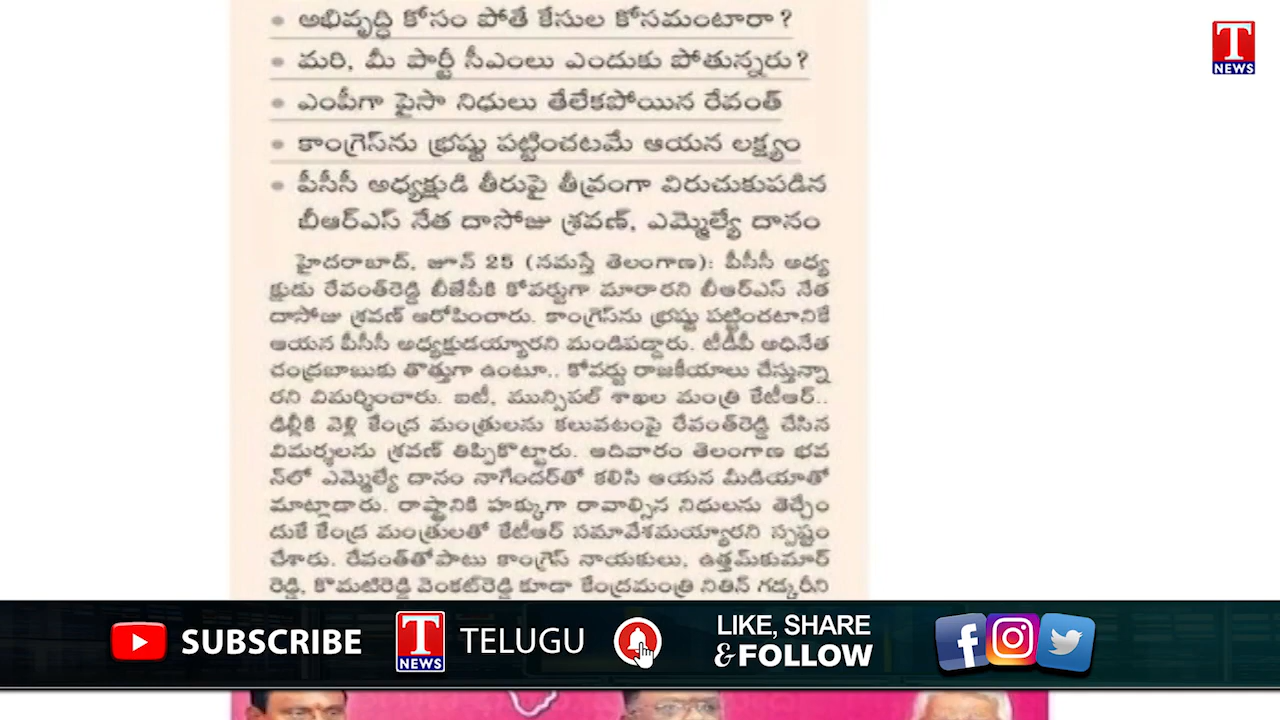 • అభివృద్ధి కోసం పోతే కేసుల కోసమంటారా?
• మరి, మీ పార్టీ సీఎంలు ఎందుకు పోతున్నరు?
• ఎంపీగా పైసా నిధులు తేలేకపోయిన రేవంత్
• కాంగ్రెస్‌ను భ్రష్టు పట్టించటమే ఆయన లక్ష్యం
• పీసీసీ అధ్యక్షుడి తీరుపై తీవ్రంగా విరుచుకుపడిన
బీఆర్‌ఎస్ నేత దాసోజు శ్రవణ్, ఎమ్మెల్యే దానం
హైదరాబాద్, జూన్ 25 (నమస్తే తెలంగాణ): పీసీసీ అధ్య
క్షుడు రేవంత్‌రెడ్డి బీజేపీకి కోవర్టుగా మారారని బీఆర్‌ఎస్ నేత
దాసోజు శ్రవణ్ ఆరోపించారు. కాంగ్రెస్‌ను భ్రష్టు పట్టించటానికే
ఆయన పీసీసీ అధ్యక్షుడయ్యారని మండిపడ్డారు. టీడీపీ అధినేత
చంద్రబాబుకు తొత్తుగా ఉంటూ.. కోవర్టు రాజకీయాలు చేస్తున్నా
రని విమర్శించారు. ఐటీ, మున్సిపల్ శాఖల మంత్రి కేటీఆర్..
ఢిల్లీకి వెళ్లి కేంద్ర మంత్రులను కలువటంపై రేవంత్‌రెడ్డి చేసిన
విమర్శలను శ్రవణ్ తిప్పికొట్టారు. ఆదివారం తెలంగాణ భవ
న్‌లో ఎమ్మెల్యే దానం నాగేందర్‌తో కలిసి ఆయన మీడియాతో
మాట్లాడారు. రాష్ట్రానికి హక్కుగా రావాల్సిన నిధులను తెచ్చేం
దుకే కేంద్ర మంత్రులతో కేటీఆర్ సమావేశమయ్యారని స్పష్టం
చేశాడు. రేవంత్‌తోపాటు కాంగ్రెస్ నాయకులు, ఉత్తమ్‌కుమార్
రెడ్డి, కోమటిరెడ్డి వెంకట్‌రెడ్డి కూడా కేంద్రమంత్రి నితిన్ గడ్కరీని
T NEWS
SUBSCRIBE
T NEWS TELUGU
LIKE, SHARE
& FOLLOW